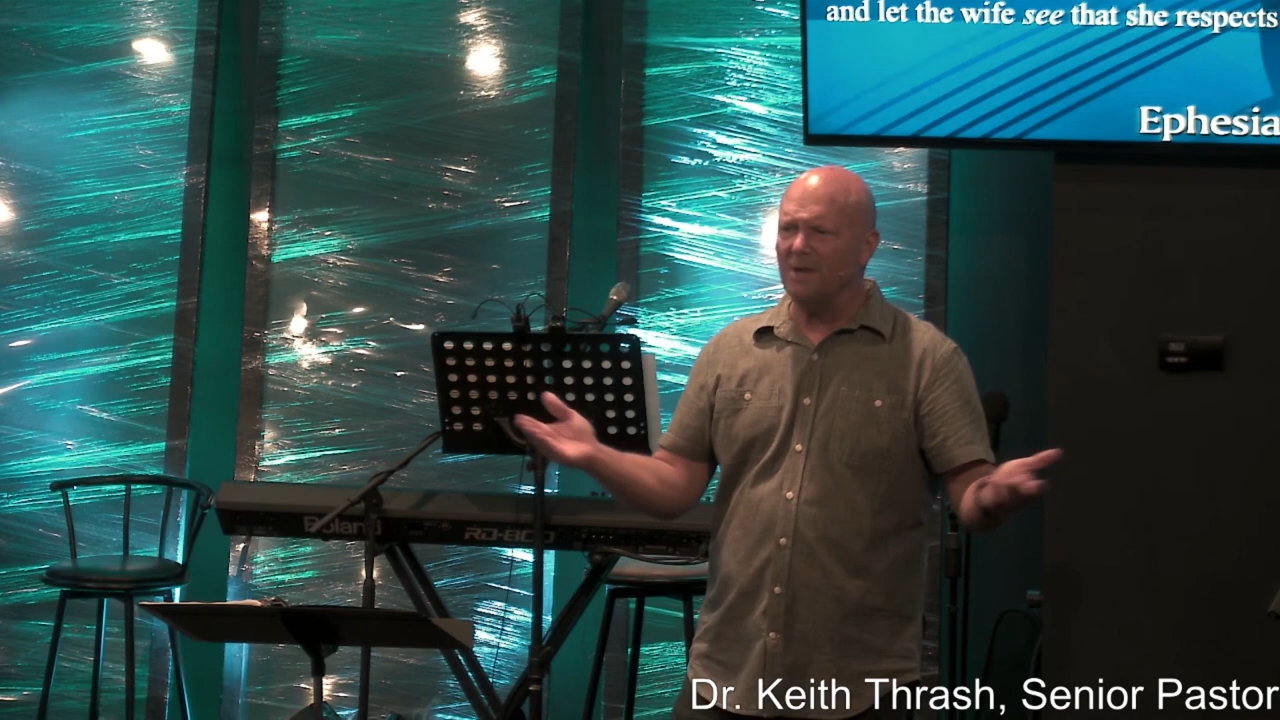 and let the wife see that she respects
Ephesia
Roland
RD-800
Dr. Keith Thrash, Senior Pastor